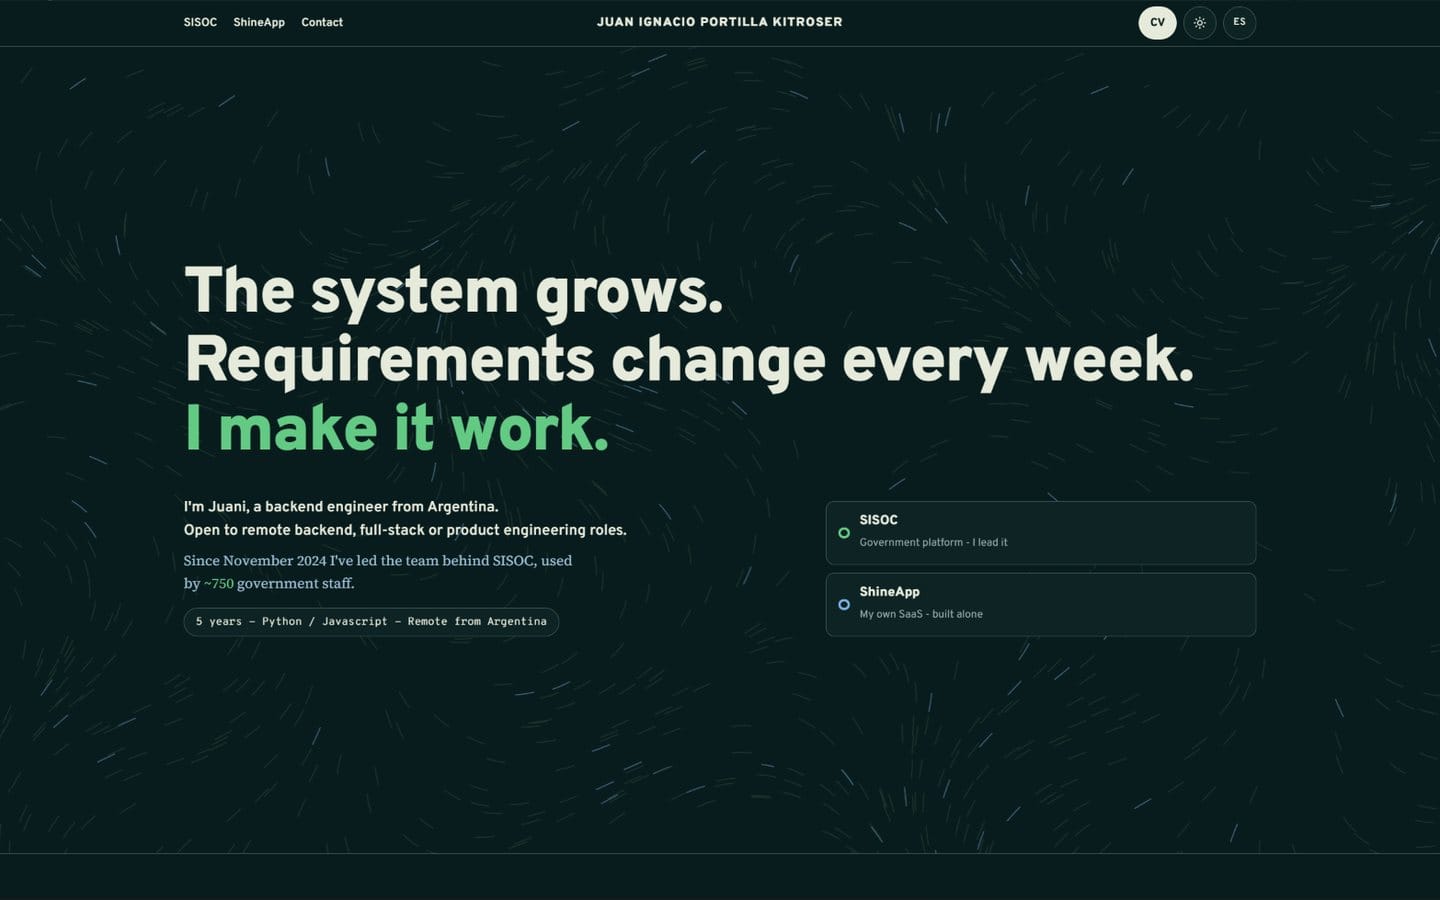 SISOC ShineApp Contact
JUAN IGNACIO PORTILLA KITROSER
CV ES
The system grows.
Requirements change every week.
I make it work.
I'm Juani, a backend engineer from Argentina.
Open to remote backend, full-stack or product engineering roles.
Since November 2024 I've led the team behind SISOC, used
by ~750 government staff.
5 years – Python / Javascript – Remote from Argentina
SISOC
Government platform - I lead it
ShineApp
My own SaaS - built alone